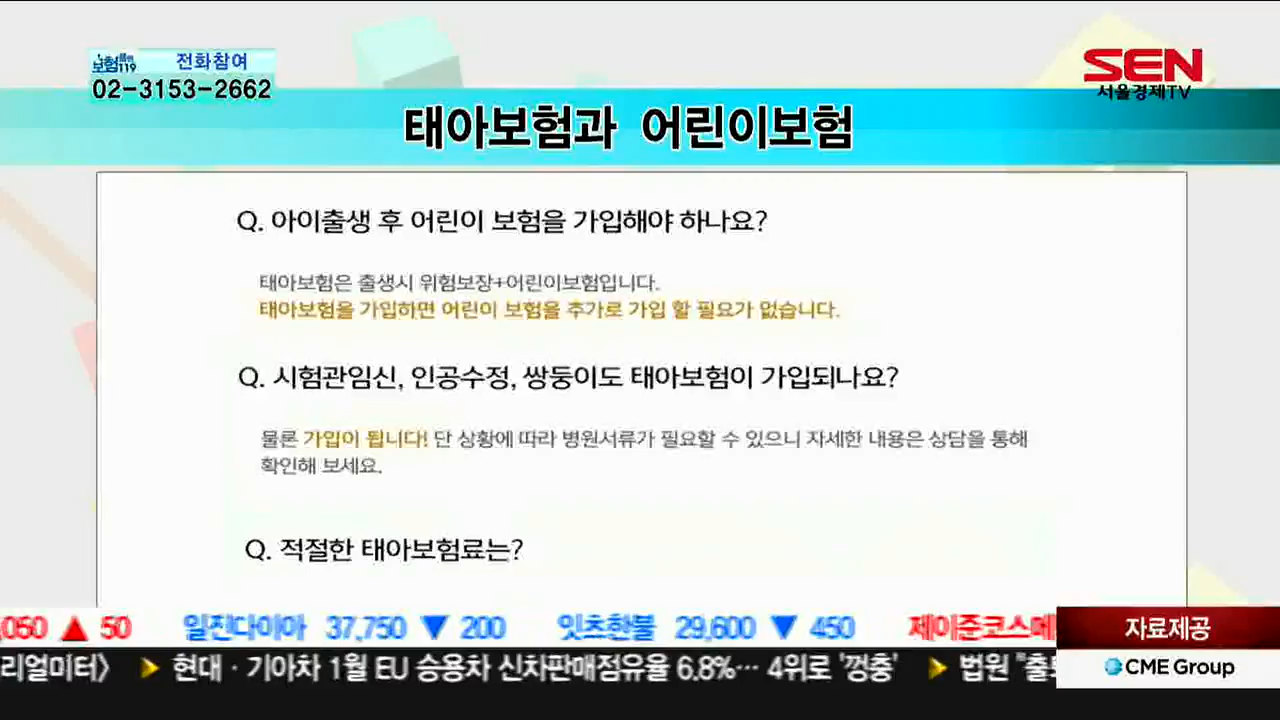 보험119
전화참여
02-3153-2662
SEN
서울경제TV
태아보험과 어린이보험
Q. 아이출생 후 어린이 보험을 가입해야 하나요?
태아보험은 출생시 위험보장+어린이보험입니다.
태아보험을 가입하면 어린이 보험을 추가로 가입 할 필요가 없습니다.
Q. 시험관임신, 인공수정, 쌍둥이도 태아보험이 가입되나요?
물론 가입이 됩니다! 단 상황에 따라 병원서류가 필요할 수 있으니 자세한 내용은 상담을 통해
확인해 보세요.
Q. 적절한 태아보험료는?
,050 ▲ 50 일진다이아 37,750 ▼ 200 잇츠한불 29,600 ▼ 450 제이준코스메
자료제공
리얼미터〉 ▶ 현대·기아차 1월 EU 승용차 신차판매점유율 6.8%… 4위로 '껑충' ▶ 법원 "출
CME Group